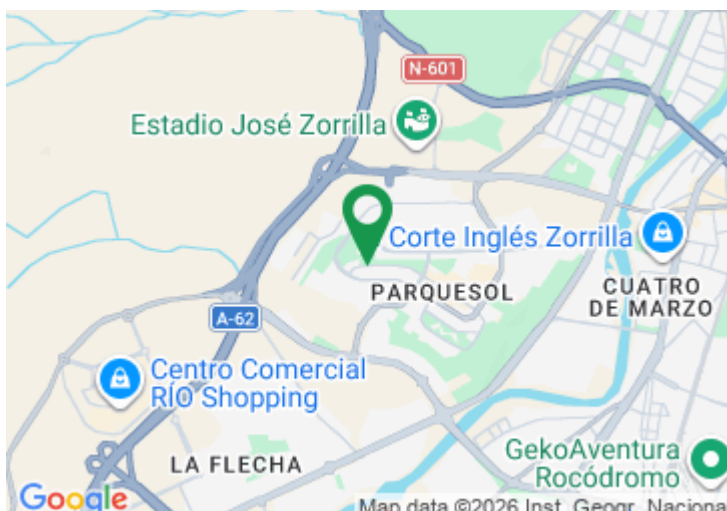 N-601
Estadio José Zorrilla
Corte Inglés Zorrilla
PARQUESOL
CUATRO
DE MARZO
A-62
Centro Comercial
RÍO Shopping
LA FLECHA
GekoAventura
Rocódromo
Google
Map data ©2026 Inst. Geogr. Naciona